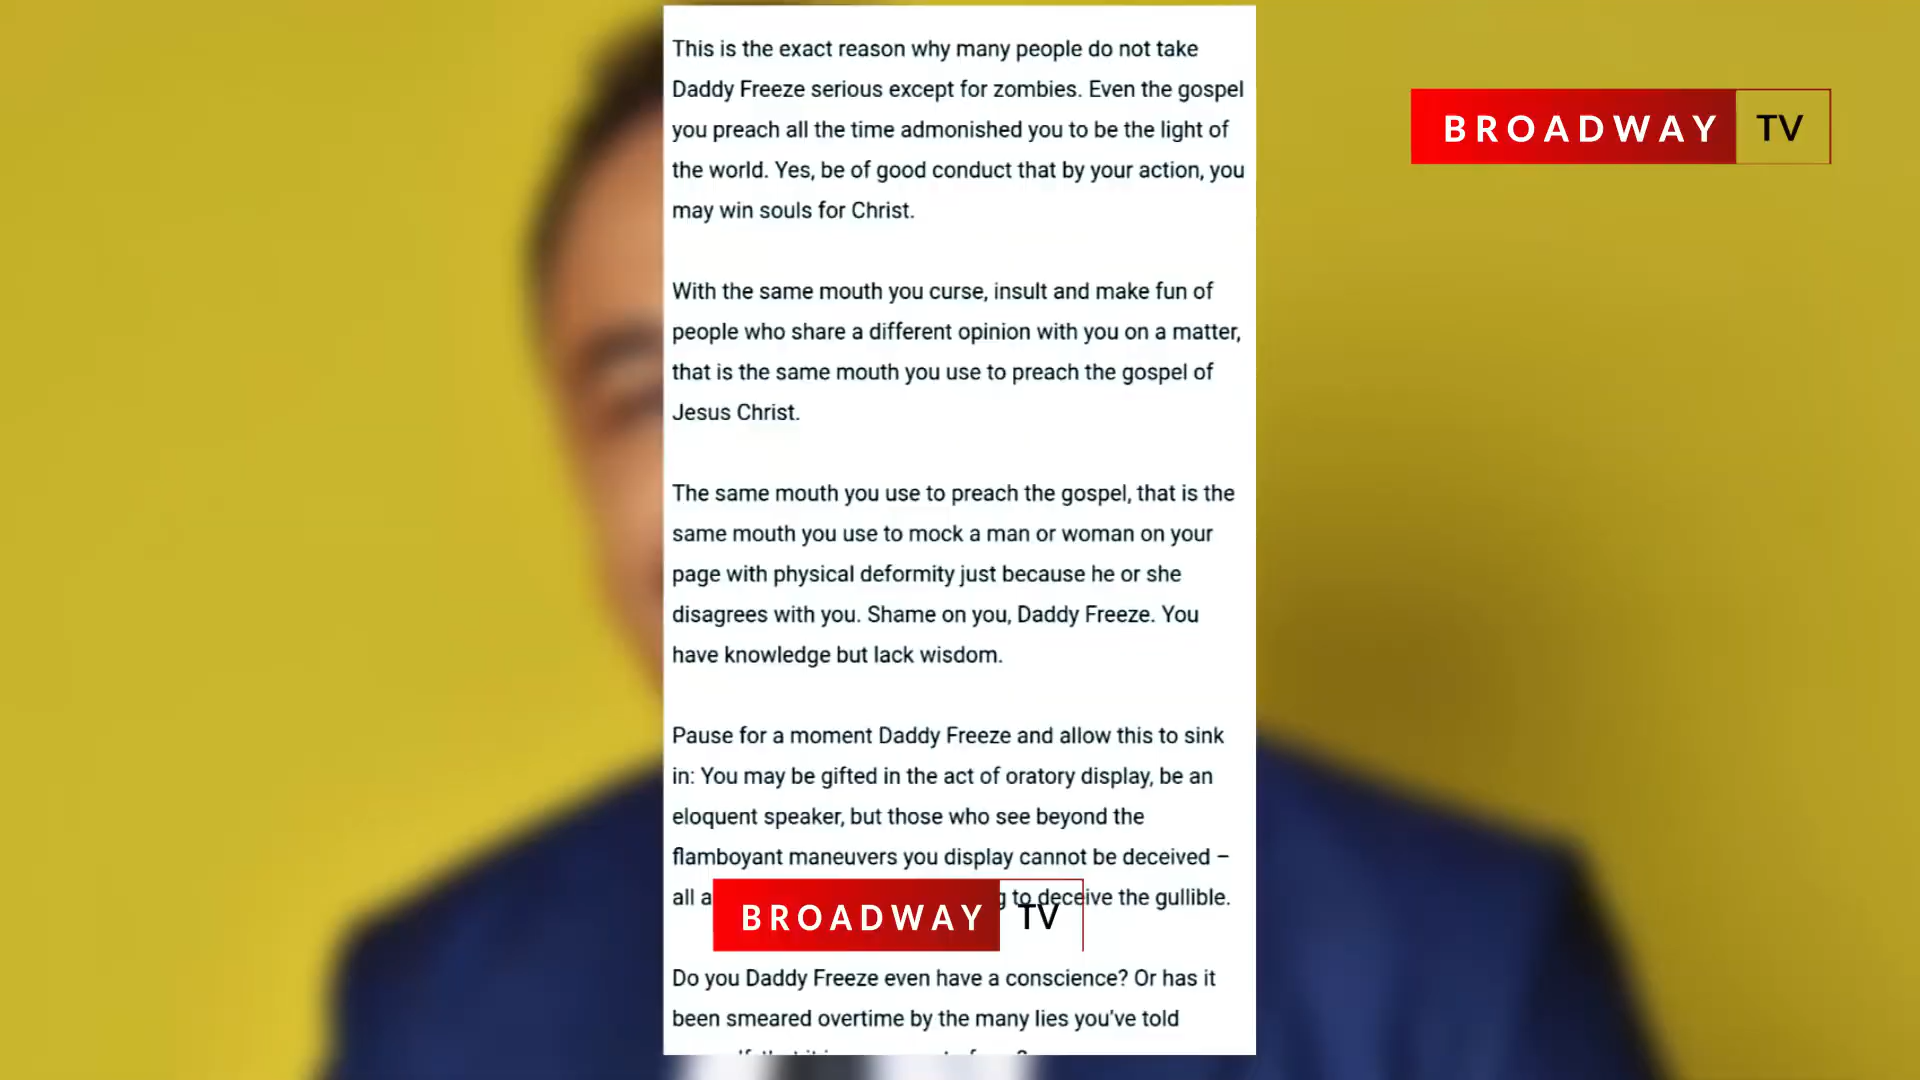 This is the exact reason why many people do not take
Daddy Freeze serious except for zombies. Even the gospel
you preach all the time admonished you to be the light of
the world. Yes, be of good conduct that by your action, you
may win souls for Christ.
With the same mouth you curse, insult and make fun of
people who share a different opinion with you on a matter,
that is the same mouth you use to preach the gospel of
Jesus Christ.
The same mouth you use to preach the gospel, that is the
same mouth you use to mock a man or woman on your
page with physical deformity just because he or she
disagrees with you. Shame on you, Daddy Freeze. You
have knowledge but lack wisdom.
Pause for a moment Daddy Freeze and allow this to sink
in: You may be gifted in the act of oratory display, be an
eloquent speaker, but those who see beyond the
flamboyant maneuvers you display cannot be deceived –
all to deceive the gullible.
Do you Daddy Freeze even have a conscience? Or has it
been smeared overtime by the many lies you've told
BROADWAY TV
BROADWAY TV